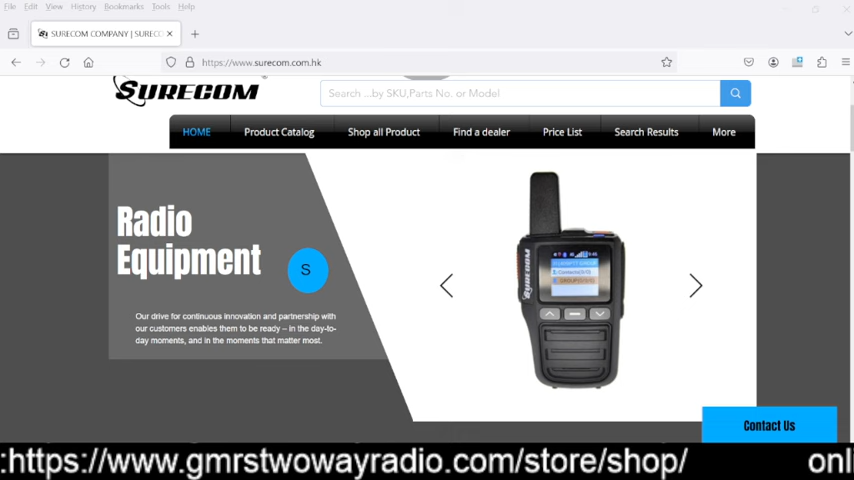 File Edit View History Bookmarks Tools Help
SURECOM COMPANY | SUREC
https://www.surecom.com.hk
SURECOM
Search ...by SKU,Parts No. or Model
HOME Product Catalog Shop all Product Find a dealer Price List Search Results More
Radio
Equipment
S
Our drive for continuous innovation and partnership with
our customers enables them to be ready – in the day-to-
day moments, and in the moments that matter most.
SURECOM
Contact Us
:https://www.gmrstwowayradio.com/store/shop/ onli